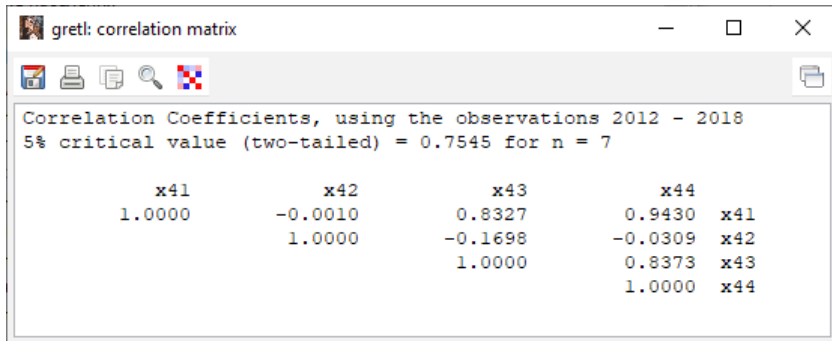 gretl: correlation matrix
Correlation Coefficients, using the observations 2012 - 2018
5% critical value (two-tailed) = 0.7545 for n = 7
x41 x42 x43 x44
1.0000 -0.0010 0.8327 0.9430 x41
1.0000 -0.1698 -0.0309 x42
1.0000 0.8373 x43
1.0000 x44